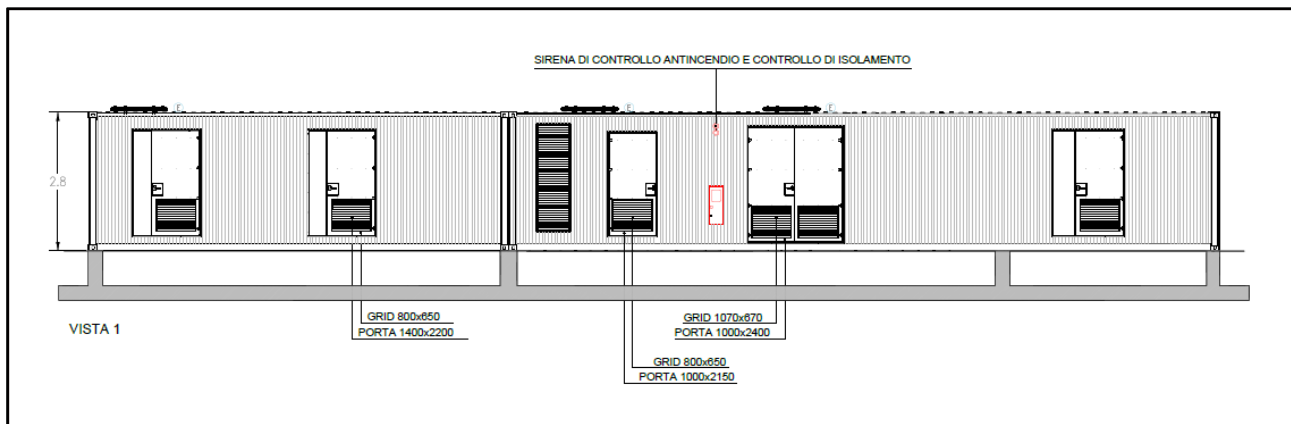 SIRENA DI CONTROLLO ANTINCENDIO E CONTROLLO DI ISOLAMENTO
E
E
E
2.8
GRID 800x650
PORTA 1400x2200
GRID 1070x670
PORTA 1000x2400
VISTA 1
GRID 800x650
PORTA 1000x2150